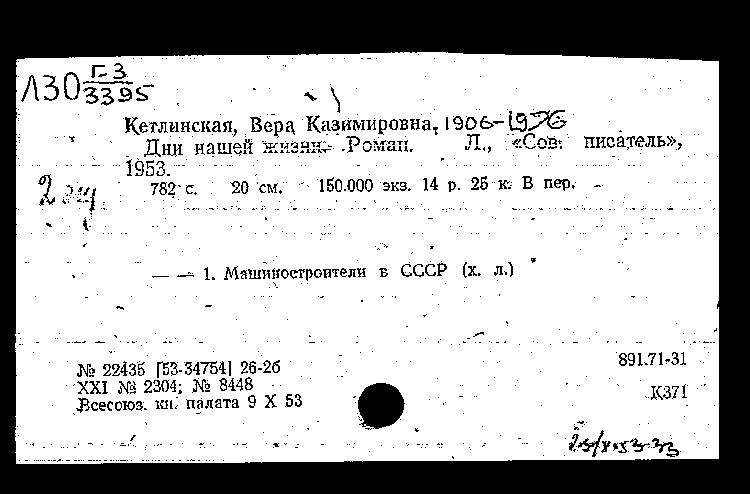 Л30 Г-3/3395
Кетлинская, Вера Казимировна, 1906-1976
Дни нашей жизни. Роман. Л., «Сов. писатель»,
1953.
782 с. 20 см. 150.000 экз. 14 р. 25 к. В пер.
— — 1. Машиностроители в СССР (х. л.)
№ 22435 [53-34754] 26-26
891.71-31
XXI № 2304; № 8448
К371
Всесоюз. кн. палата 9 X 53